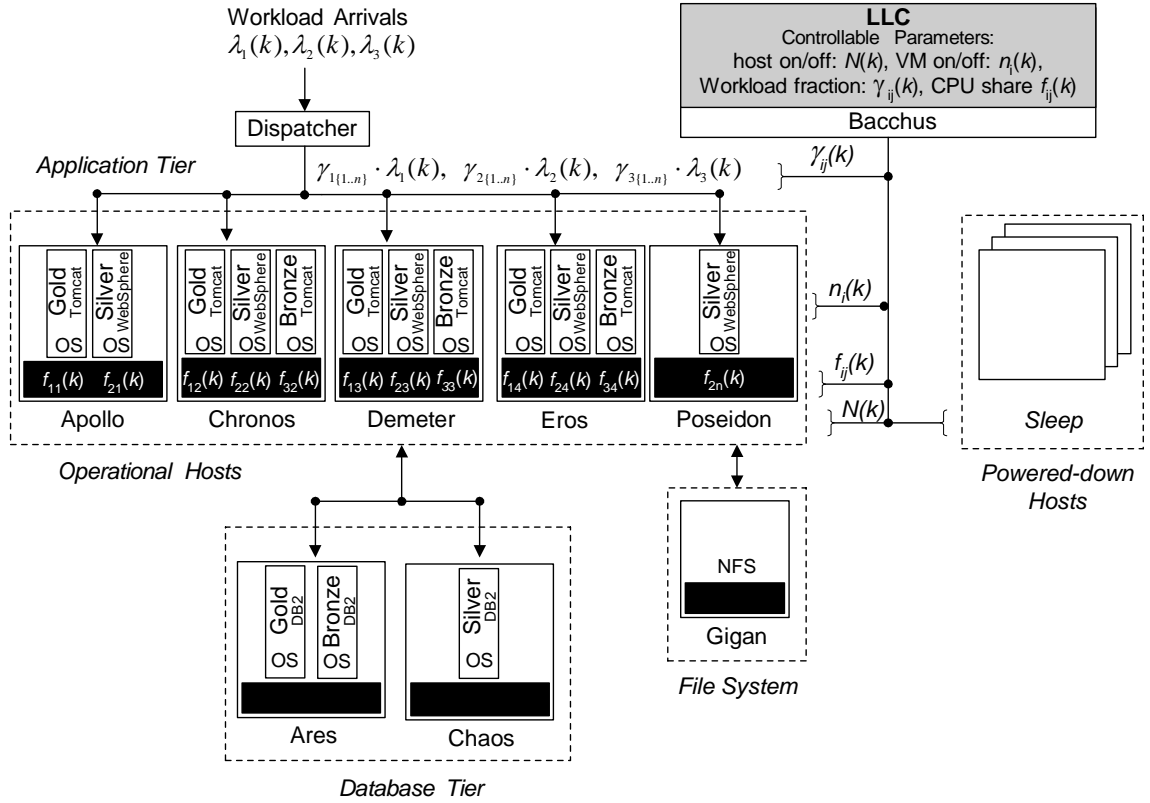 Workload Arrivals
λ₁(k), λ₂(k), λ₃(k)
LLC
Controllable Parameters:
host on/off: N(k), VM on/off: nᵢ(k),
Workload fraction: γᵢⱼ(k), CPU share fᵢⱼ(k)
Bacchus
Dispatcher
Application Tier
γ₁{1..n} · λ₁(k), γ₂{1..n} · λ₂(k), γ₃{1..n} · λ₃(k)
γᵢⱼ(k)
Gold
Tomcat
OS
Silver
WebSphere
OS
f₁₁(k) f₂₁(k)
Apollo
Gold
Tomcat
OS
Silver
WebSphere
OS
Bronze
Tomcat
OS
f₁₂(k) f₂₂(k) f₃₂(k)
Chronos
Gold
Tomcat
OS
Silver
WebSphere
OS
Bronze
Tomcat
OS
f₁₃(k) f₂₃(k) f₃₃(k)
Demeter
Gold
Tomcat
OS
Silver
WebSphere
OS
Bronze
Tomcat
OS
f₁₄(k) f₂₄(k) f₃₄(k)
Eros
Silver
WebSphere
OS
f₂ₙ(k)
Poseidon
nᵢ(k)
fᵢⱼ(k)
N(k)
Sleep
Powered-down
Hosts
Operational Hosts
Gold
DB2
OS
Bronze
DB2
OS
Ares
Silver
DB2
OS
Chaos
Database Tier
NFS
Gigan
File System